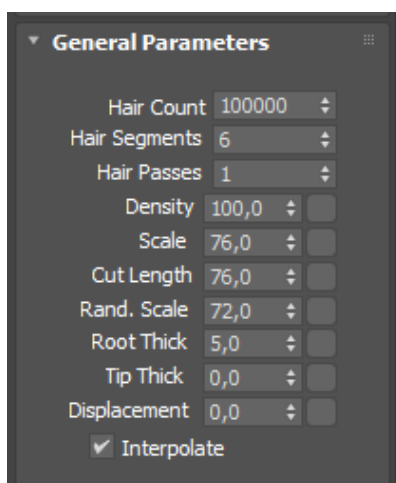 General Parameters
Hair Count 100000
Hair Segments 6
Hair Passes 1
Density 100,0
Scale 76,0
Cut Length 76,0
Rand. Scale 72,0
Root Thick 5,0
Tip Thick 0,0
Displacement 0,0
Interpolate